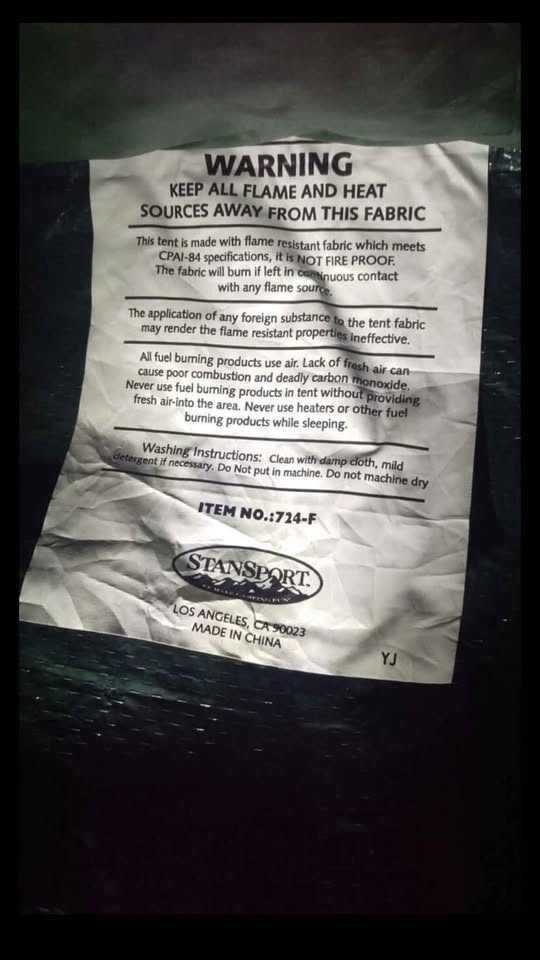 WARNING
KEEP ALL FLAME AND HEAT
SOURCES AWAY FROM THIS FABRIC
This tent is made with flame resistant fabric which meets
CPAI-84 specifications, it is NOT FIRE PROOF.
The fabric will burn if left in continuous contact
with any flame source.
The application of any foreign substance to the tent fabric
may render the flame resistant properties ineffective.
All fuel burning products use air. Lack of fresh air can
cause poor combustion and deadly carbon monoxide.
Never use fuel burning products in tent without providing
fresh air-into the area. Never use heaters or other fuel
burning products while sleeping.
Washing Instructions: Clean with damp cloth, mild
detergent if necessary. Do Not put in machine. Do not machine dry
ITEM NO.:724-F
STANSPORT.
WE MAKE CAMPING FUN!
LOS ANGELES, CA 90023
MADE IN CHINA
YJ